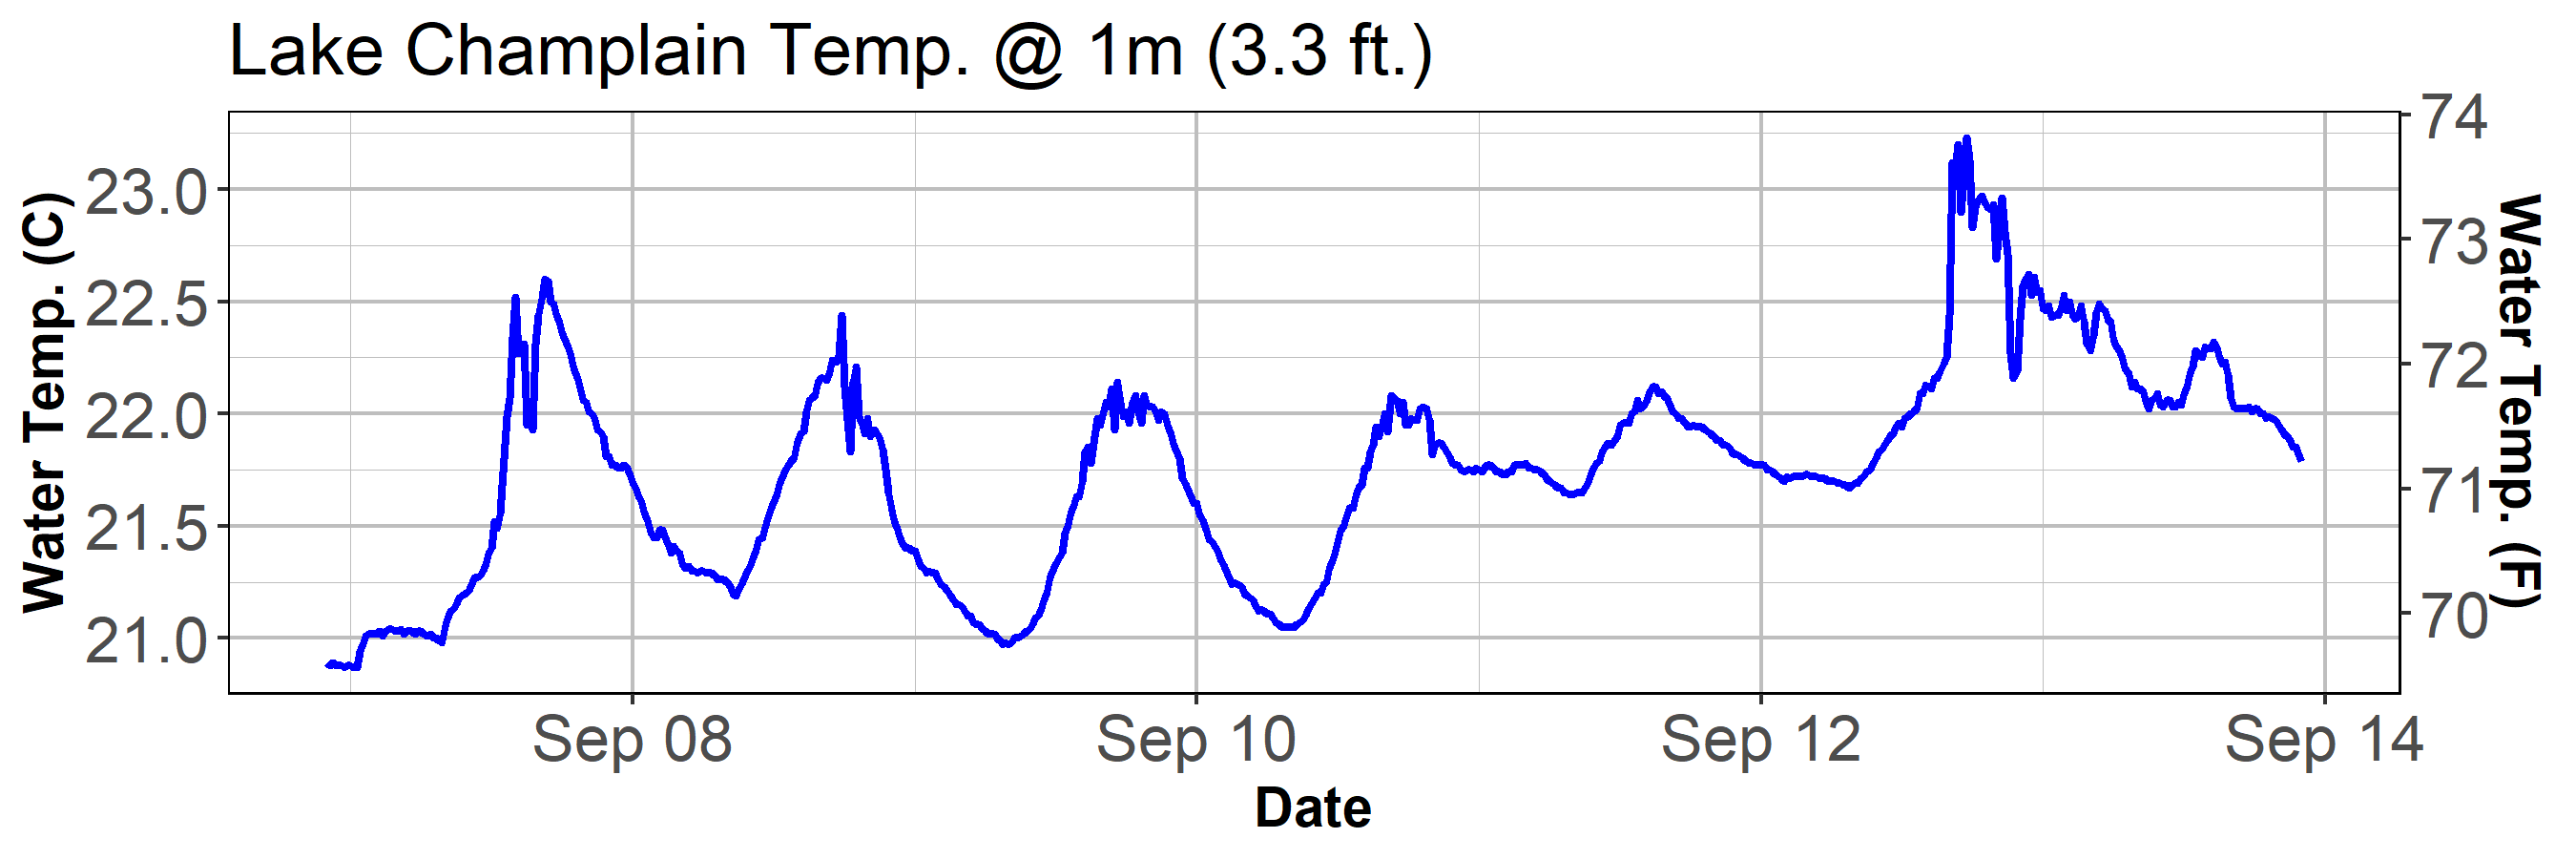 Lake Champlain Temp. @ 1m (3.3 ft.)
Water Temp. (C)
23.0
22.5
22.0
21.5
21.0
74
73
72
71
70
Water Temp. (F)
Sep 08 Sep 10 Sep 12 Sep 14
Date